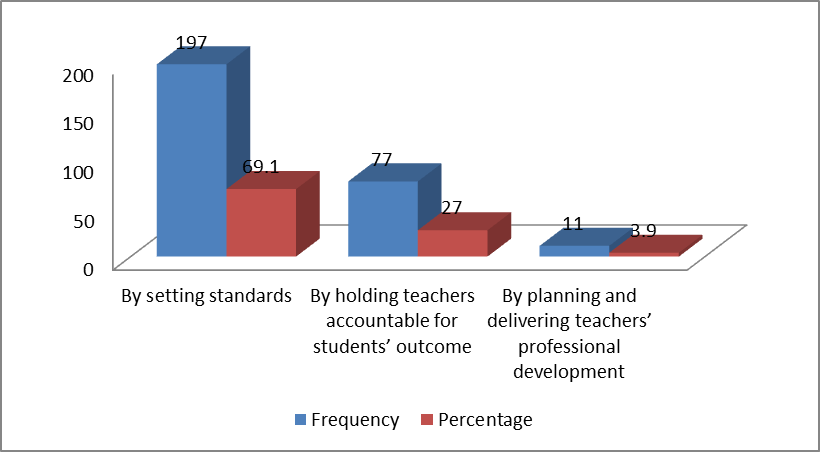 197
200
69.1
150
77
100
27
50
11
3.9
0
By setting standards
By holding teachers
accountable for
students’ outcome
By planning and
delivering teachers’
professional
development
Frequency
Percentage